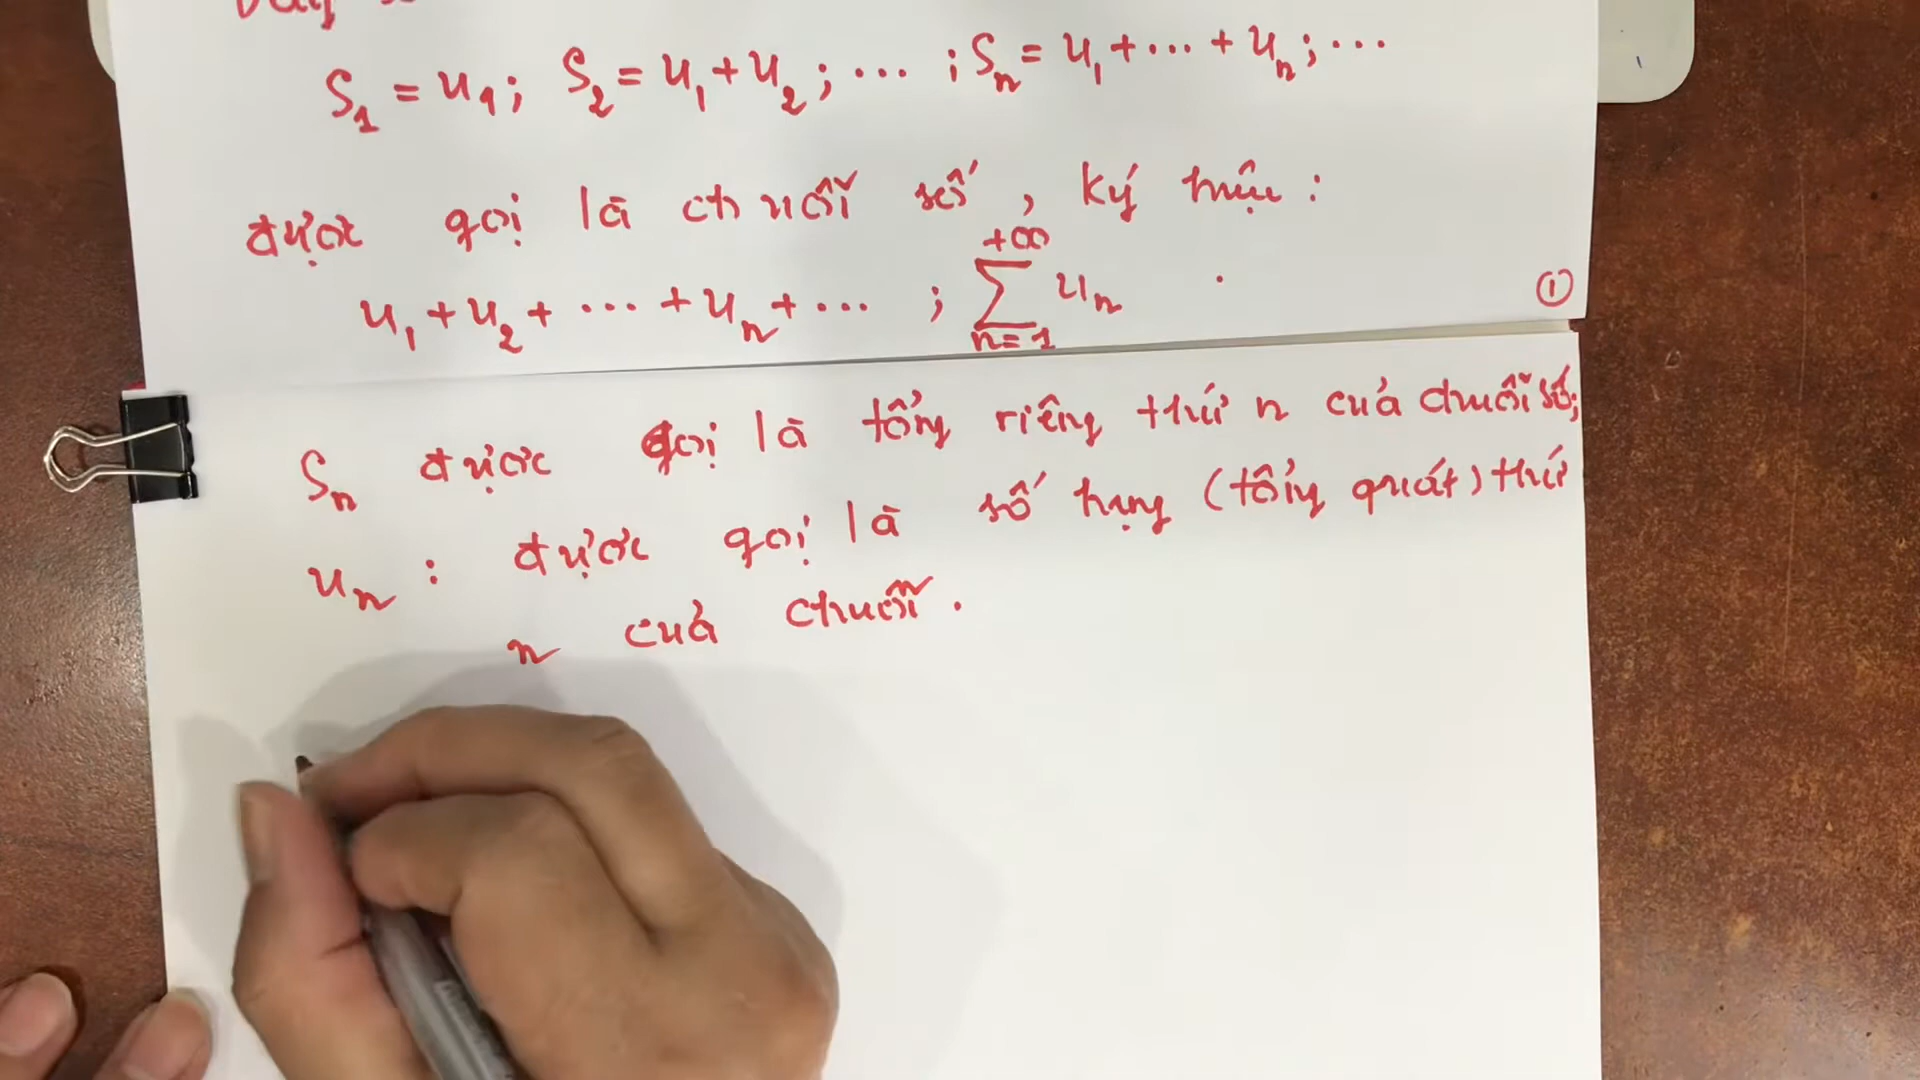 Dãy
S₁ = u₁; S₂ = u₁ + u₂; ... ; Sₙ = u₁ + ... + uₙ; ...
được gọi là chuỗi số, ký hiệu :
u₁ + u₂ + ... + uₙ + ... ; ∑_{n=1}^{+∞} uₙ .
①
Sₙ được gọi là tổng riêng thứ n của chuỗi số;
uₙ : được gọi là số hạng (tổng quát) thứ
n của chuỗi.